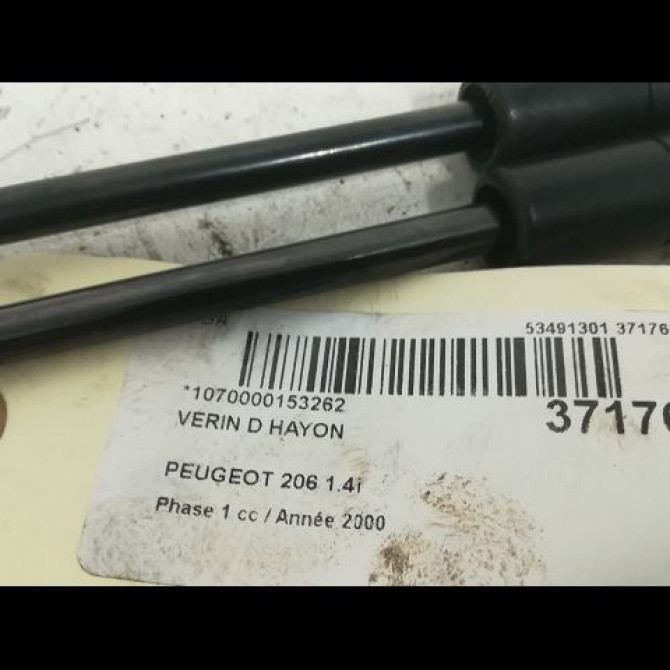 53491301 37176
*1070000153262
3717
VERIN D HAYON
PEUGEOT 206 1.4i
Phase 1 cc / Année 2000